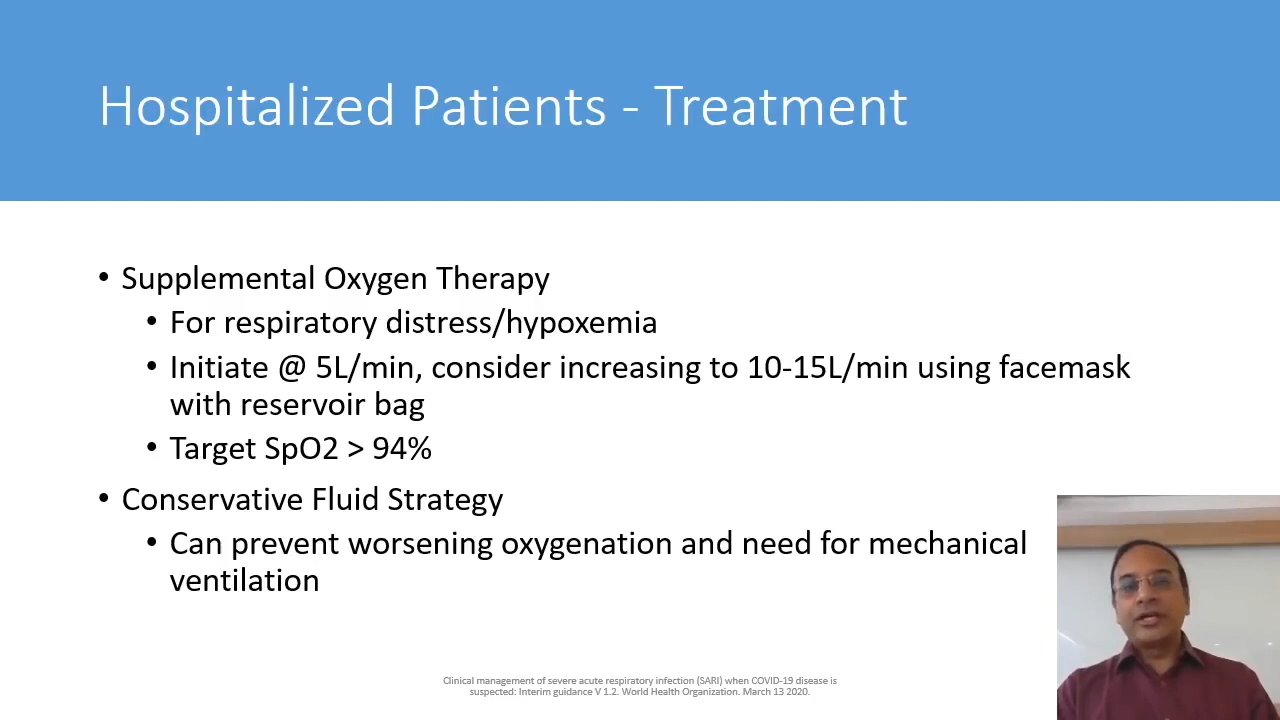 Hospitalized Patients - Treatment
• Supplemental Oxygen Therapy
• For respiratory distress/hypoxemia
• Initiate @ 5L/min, consider increasing to 10-15L/min using facemask
with reservoir bag
• Target SpO2 > 94%
• Conservative Fluid Strategy
• Can prevent worsening oxygenation and need for mechanical
ventilation
Clinical management of severe acute respiratory infection (SARI) when COVID-19 disease is
suspected: Interim guidance V 1.2. World Health Organization. March 13 2020.